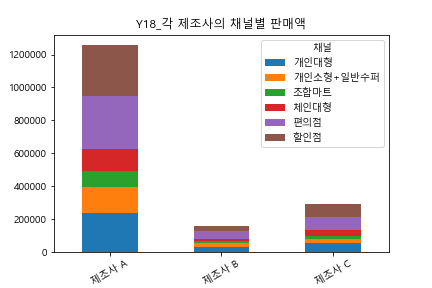 Y18_각 제조사의 채널별 판매액
채널
개인대형
개인소형+일반수퍼
조합마트
체인대형
편의점
할인점
1200000
1000000
800000
600000
400000
200000
0
제조사 A
제조사 B
제조사 C